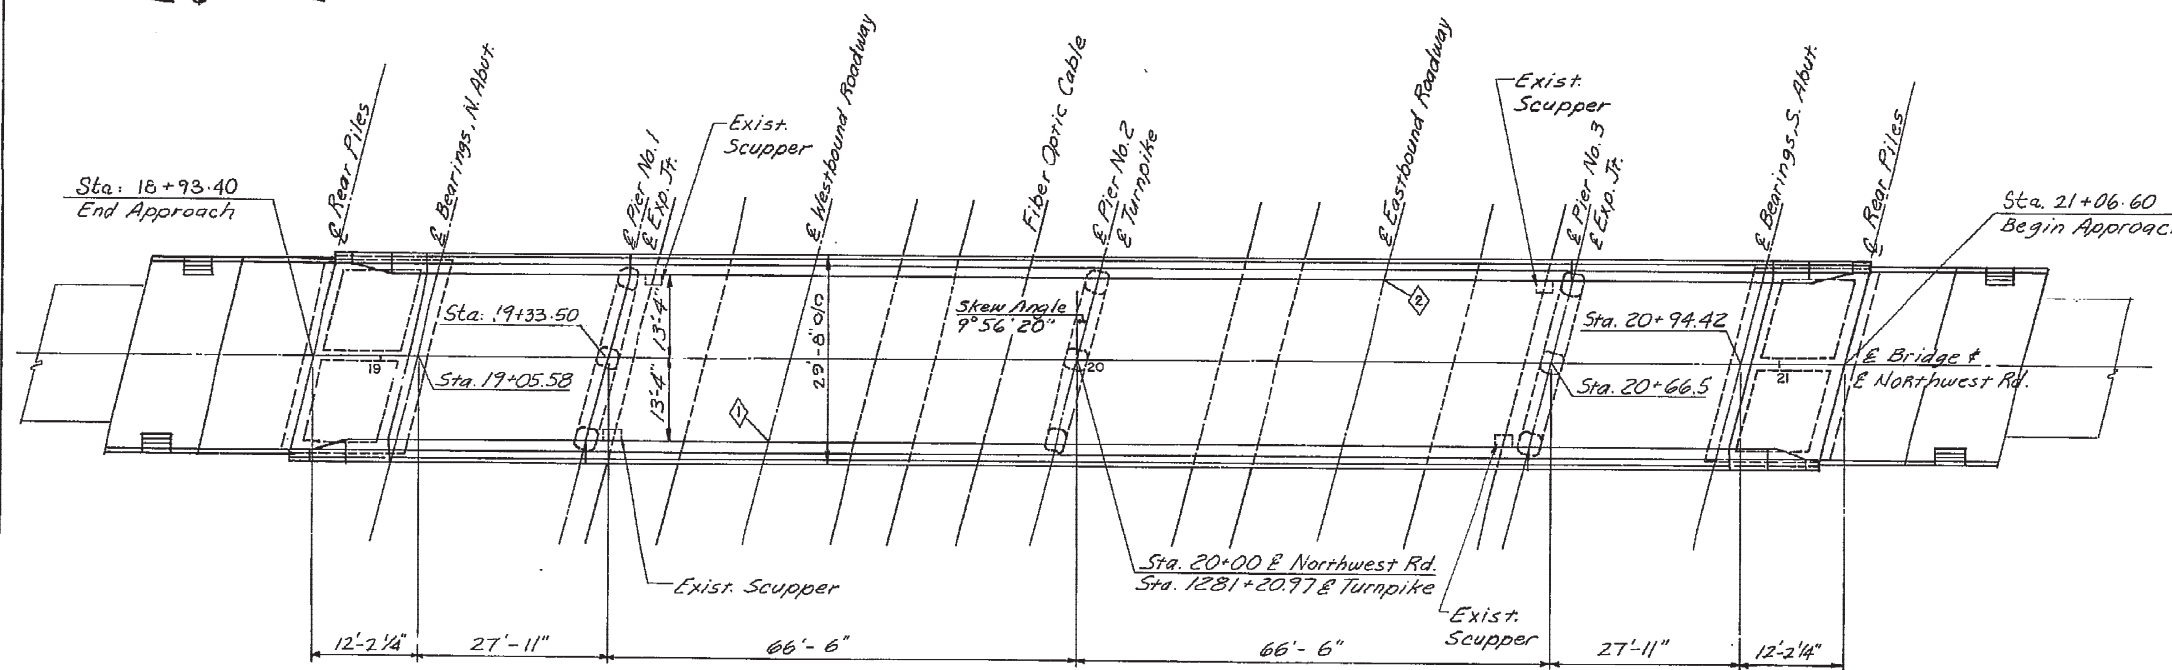 ℄ Rear Piles
℄ Bearings, N. Abut.
℄ Pier No. 1
℄ Exp. Jt.
Exist.
Scupper
℄ Westbound Roadway
Fiber Optic Cable
℄ Pier No. 2
℄ Turnpike
℄ Eastbound Roadway
Exist.
Scupper
℄ Pier No. 3
℄ Exp. Jt.
℄ Bearings, S. Abut.
℄ Rear Piles
Sta: 18+93.40
End Approach
Sta. 21+06.60
Begin Approach
Sta: 19+33.50
19
Sta. 19+05.58
13'-4"
13'-4"
29'-8" O/O
1
Skew Angle
9°56'20"
20
2
Sta. 20+94.42
Sta. 20+66.5
21
℄ Bridge &
℄ Northwest Rd.
Exist. Scupper
Sta. 20+00 ℄ Northwest Rd.
Sta. 1281+20.97 ℄ Turnpike
Exist.
Scupper
12'-2 1/4"
27'-11"
66'-6"
66'-6"
27'-11"
12'-2 1/4"